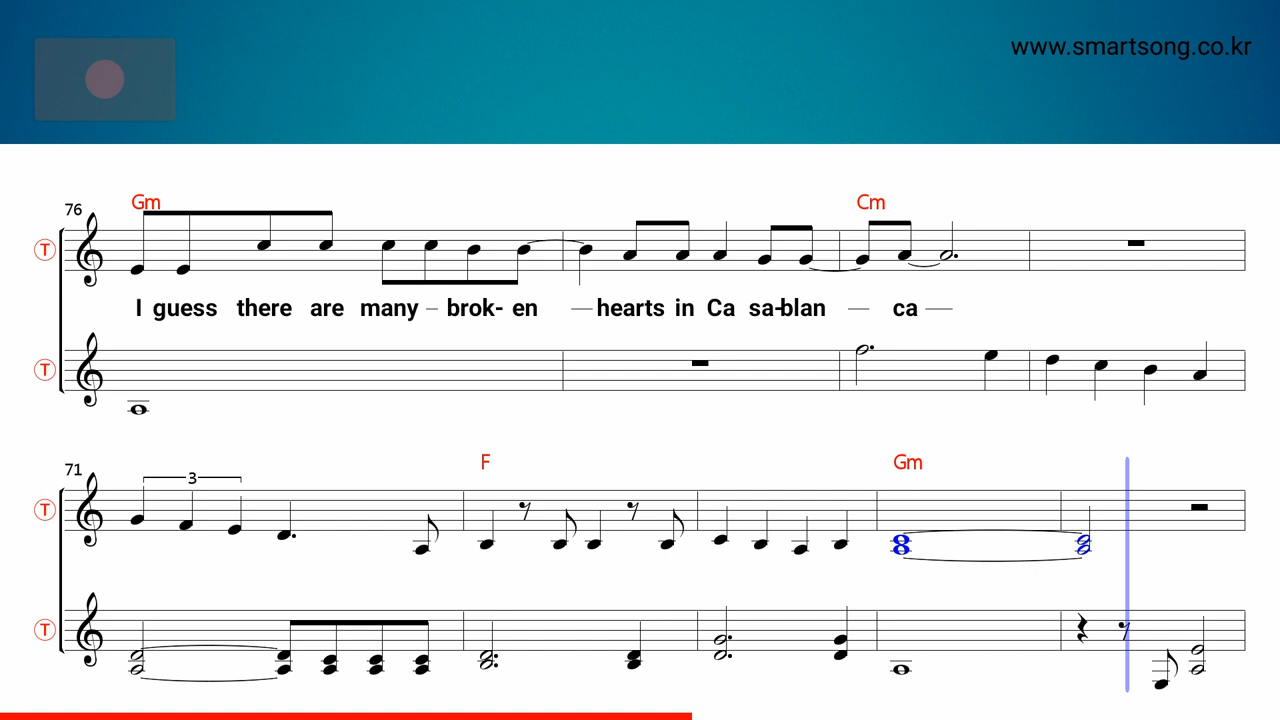 www.smartsong.co.kr
76
Gm
Cm
T
I guess there are many – brok- en — hearts in Ca sa-blan — ca —
T
71
3
F
Gm
T
T